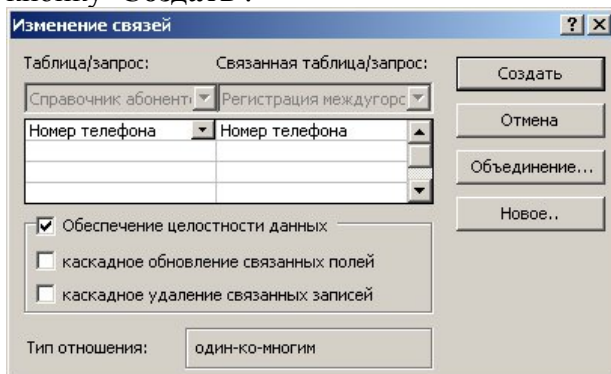 кнопку "Создать".
Изменение связей
Таблица/запрос: Связанная таблица/запрос:
Создать
Справочник абоненто Регистрация междугорс
Отмена
Номер телефона Номер телефона
Объединение...
Новое..
Обеспечение целостности данных
каскадное обновление связанных полей
каскадное удаление связанных записей
Тип отношения: один-ко-многим